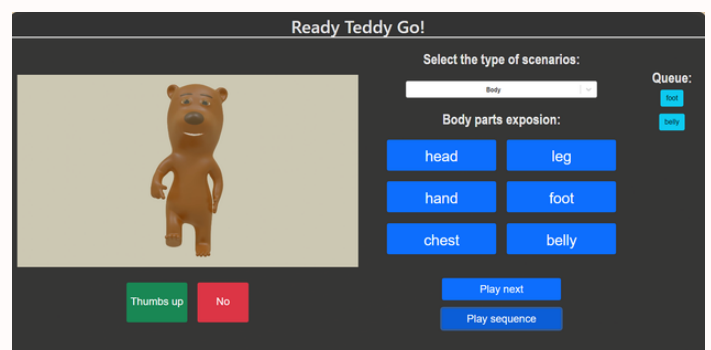 Ready Teddy Go!
Select the type of scenarios:
Body
Queue:
foot
belly
Body parts exposion:
head
leg
hand
foot
chest
belly
Thumbs up
No
Play next
Play sequence